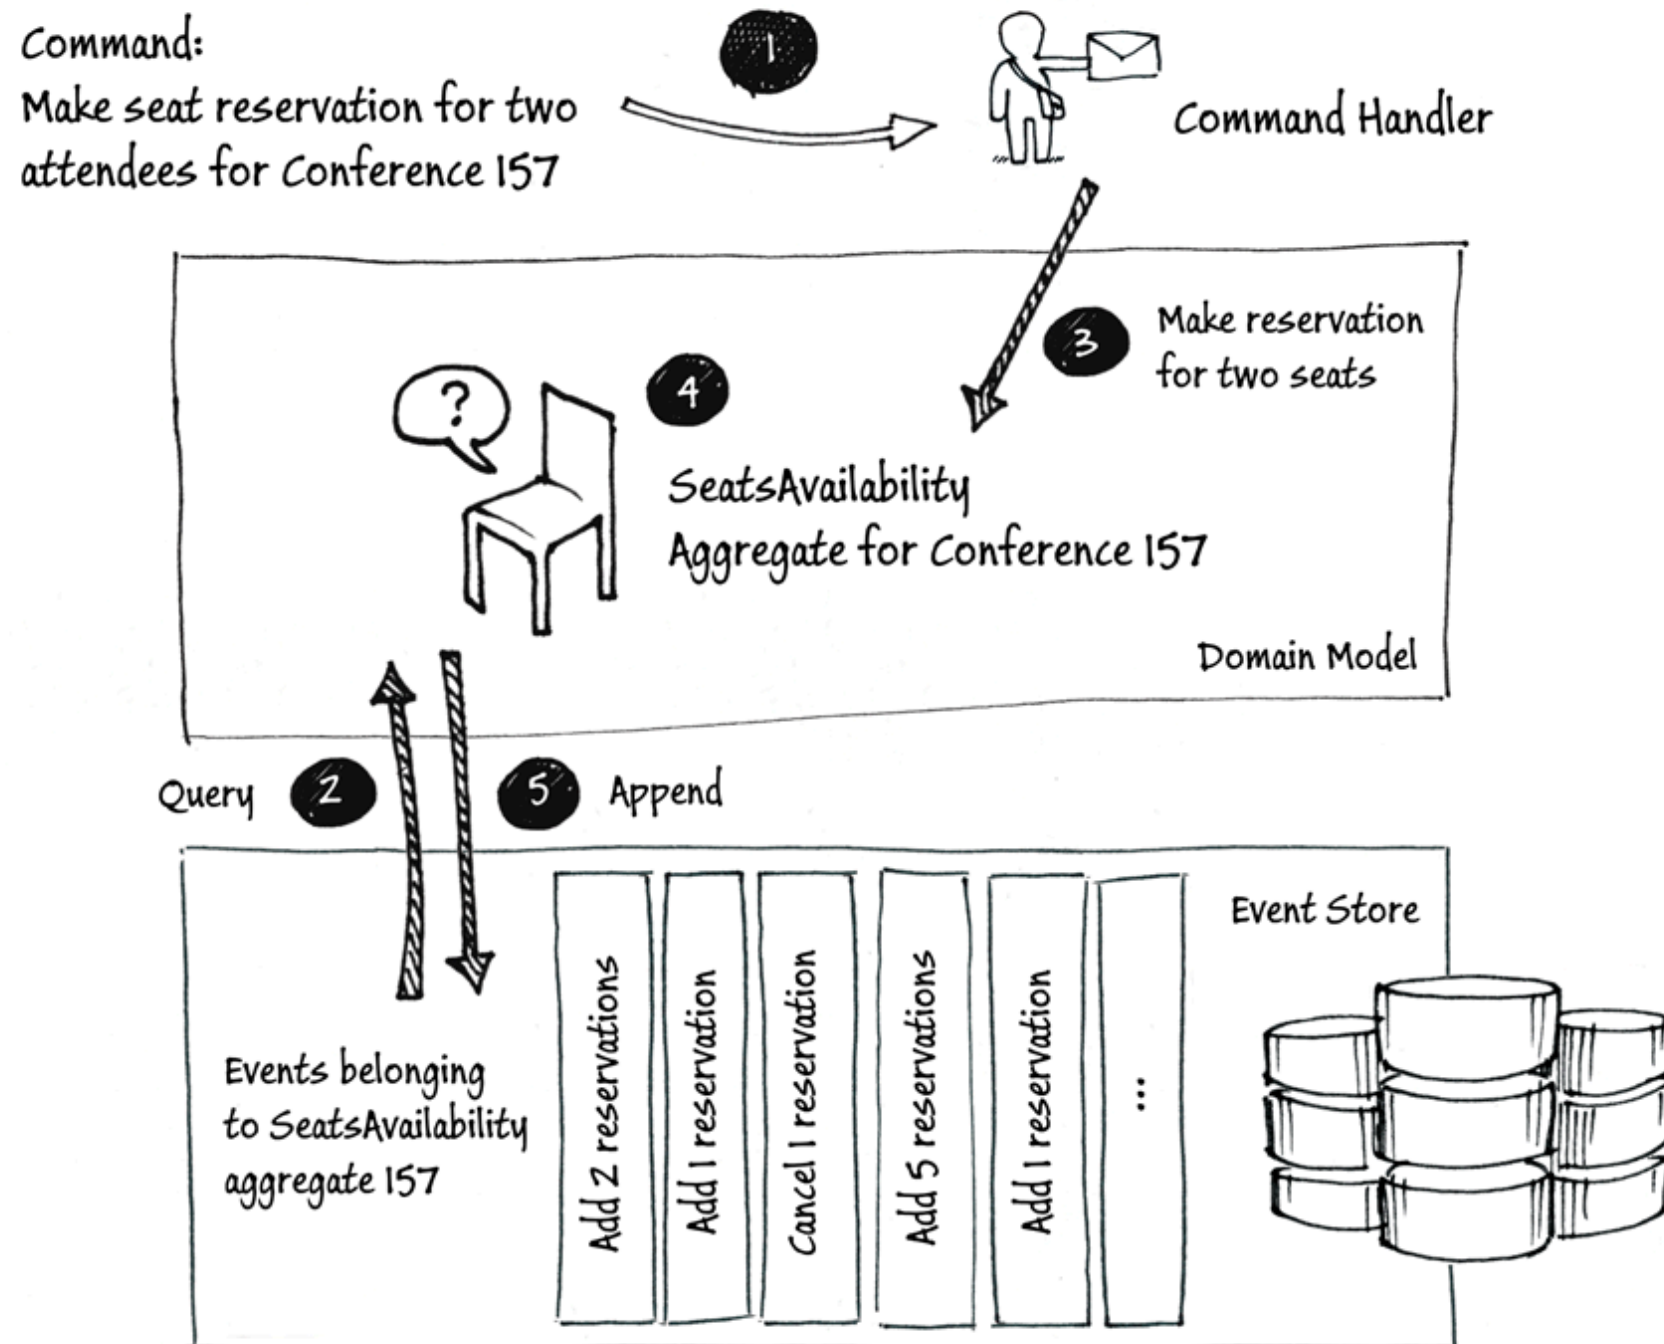 Command:
Make seat reservation for two
attendees for Conference 157
1
Command Handler
3
Make reservation
for two seats
?
4
SeatsAvailability
Aggregate for Conference 157
Domain Model
Query
2
5
Append
Event Store
Events belonging
to SeatsAvailability
aggregate 157
Add 2 reservations
Add 1 reservation
Cancel 1 reservation
Add 5 reservations
Add 1 reservation
...